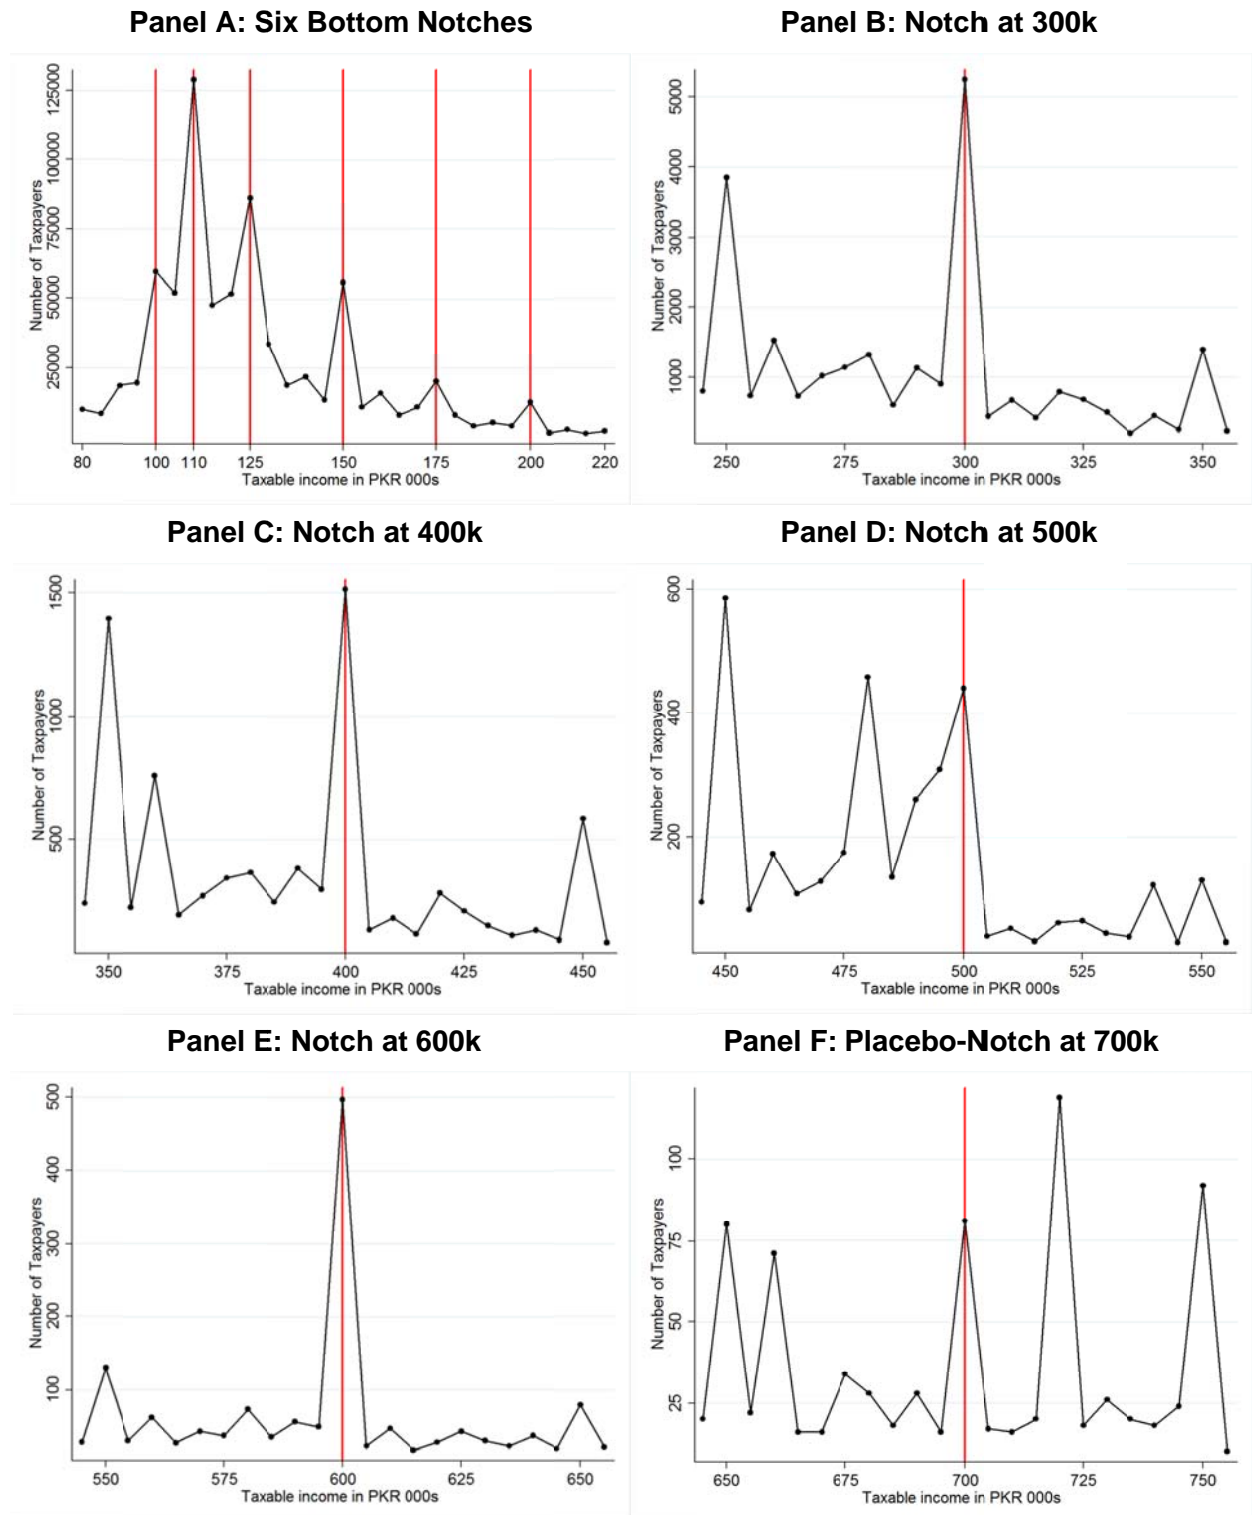 Panel A: Six Bottom Notches
Number of Taxpayers
125000
100000
75000
50000
25000
80 100 110 125 150 175 200 220
Taxable income in PKR 000s
Panel B: Notch at 300k
Number of Taxpayers
5000
4000
3000
2000
1000
250 275 300 325 350
Taxable income in PKR 000s
Panel C: Notch at 400k
Number of Taxpayers
1500
1000
500
350 375 400 425 450
Taxable income in PKR 000s
Panel D: Notch at 500k
Number of Taxpayers
600
400
200
450 475 500 525 550
Taxable income in PKR 000s
Panel E: Notch at 600k
Number of Taxpayers
500
400
300
200
100
550 575 600 625 650
Taxable income in PKR 000s
Panel F: Placebo-Notch at 700k
Number of Taxpayers
100
75
50
25
650 675 700 725 750
Taxable income in PKR 000s